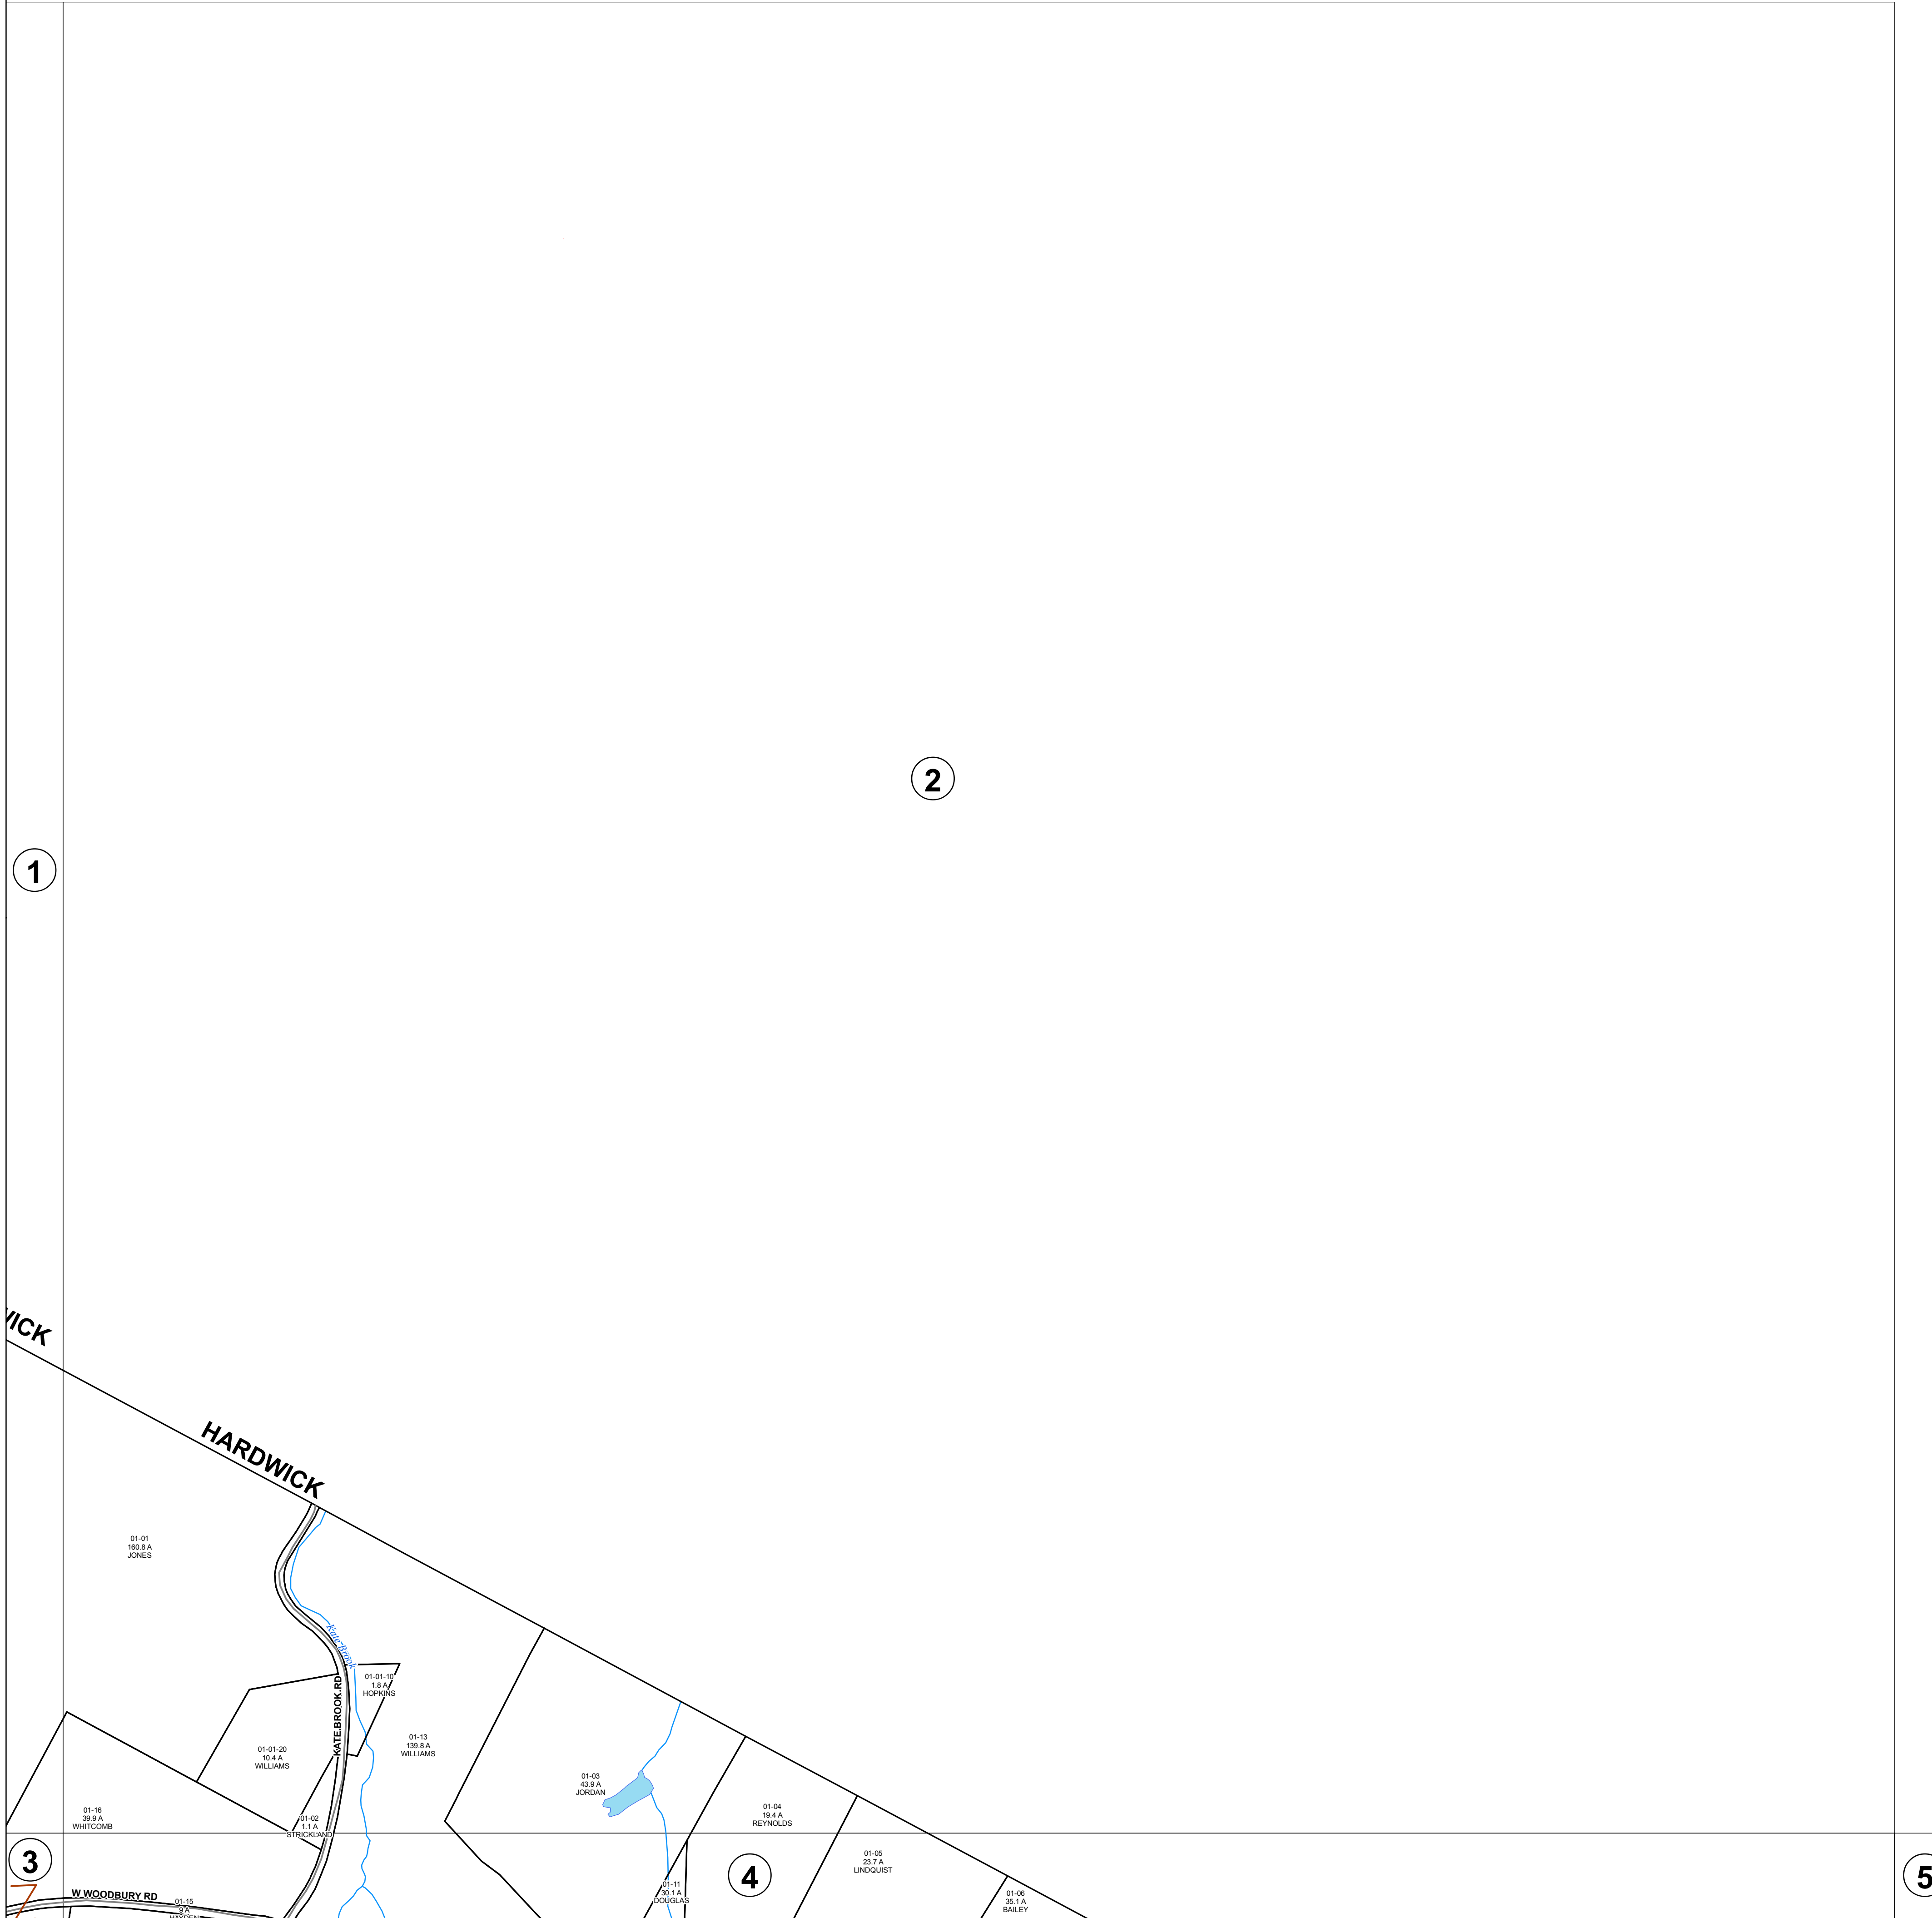 2
1
WICK
HARDWICK
01-01
160.8 A
JONES
Kate Brook
KATE BROOK RD
01-01-10
1.8 A
HOPKINS
01-13
139.8 A
WILLIAMS
01-01-20
10.4 A
WILLIAMS
01-03
43.9 A
JORDAN
01-04
19.4 A
REYNOLDS
01-16
39.9 A
WHITCOMB
01-02
1.1 A
STRICKLAND
3
4
5
01-05
23.7 A
LINDQUIST
01-11
30.1 A
DOUGLAS
01-06
35.1 A
BAILEY
W WOODBURY RD
01-15
9 A
HAYDEN